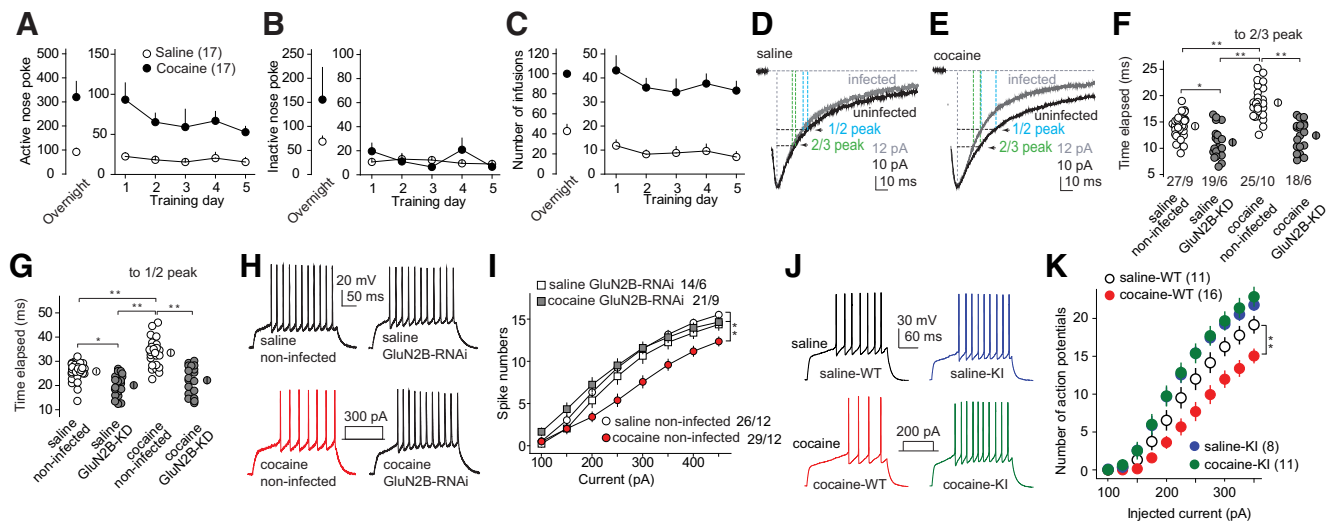 A
Active nose poke
500
450
400
350
300
250
200
150
100
50
0
Overnight
150
100
50
0
Saline (17)
Cocaine (17)
1 2 3 4 5
Training day
B
Inactive nose poke
250
200
150
100
50
0
Overnight
100
80
60
40
20
0
1 2 3 4 5
Training day
C
Number of infusions
120
100
80
60
40
20
0
Overnight
50
40
30
20
10
0
1 2 3 4 5
Training day
D
saline
infected
uninfected
1/2 peak
2/3 peak
12 pA
10 pA
10 ms
E
cocaine
infected
uninfected
1/2 peak
2/3 peak
12 pA
10 pA
10 ms
F
to 2/3 peak
Time elapsed (ms)
25
20
15
10
** ** ** *
27/9 19/6 25/10 18/6
saline non-infected
saline GluN2B-KD
cocaine non-infected
cocaine GluN2B-KD
G
to 1/2 peak
Time elapsed (ms)
50
40
30
20
10
** ** ** *
saline non-infected
saline GluN2B-KD
cocaine non-infected
cocaine GluN2B-KD
H
20 mV
50 ms
saline
non-infected
saline
GluN2B-RNAi
300 pA
cocaine
non-infected
cocaine
GluN2B-RNAi
I
saline GluN2B-RNAi 14/6
cocaine GluN2B-RNAi 21/9
Spike numbers
15
10
5
0
**
saline non-infected 26/12
cocaine non-infected 29/12
100 200 300 400
Current (pA)
J
30 mV
60 ms
saline-WT
saline-KI
cocaine
200 pA
cocaine-WT
cocaine-KI
K
saline-WT (11)
cocaine-WT (16)
Number of action potentials
20
15
10
5
0
**
saline-KI (8)
cocaine-KI (11)
100 200 300
Injected current (pA)